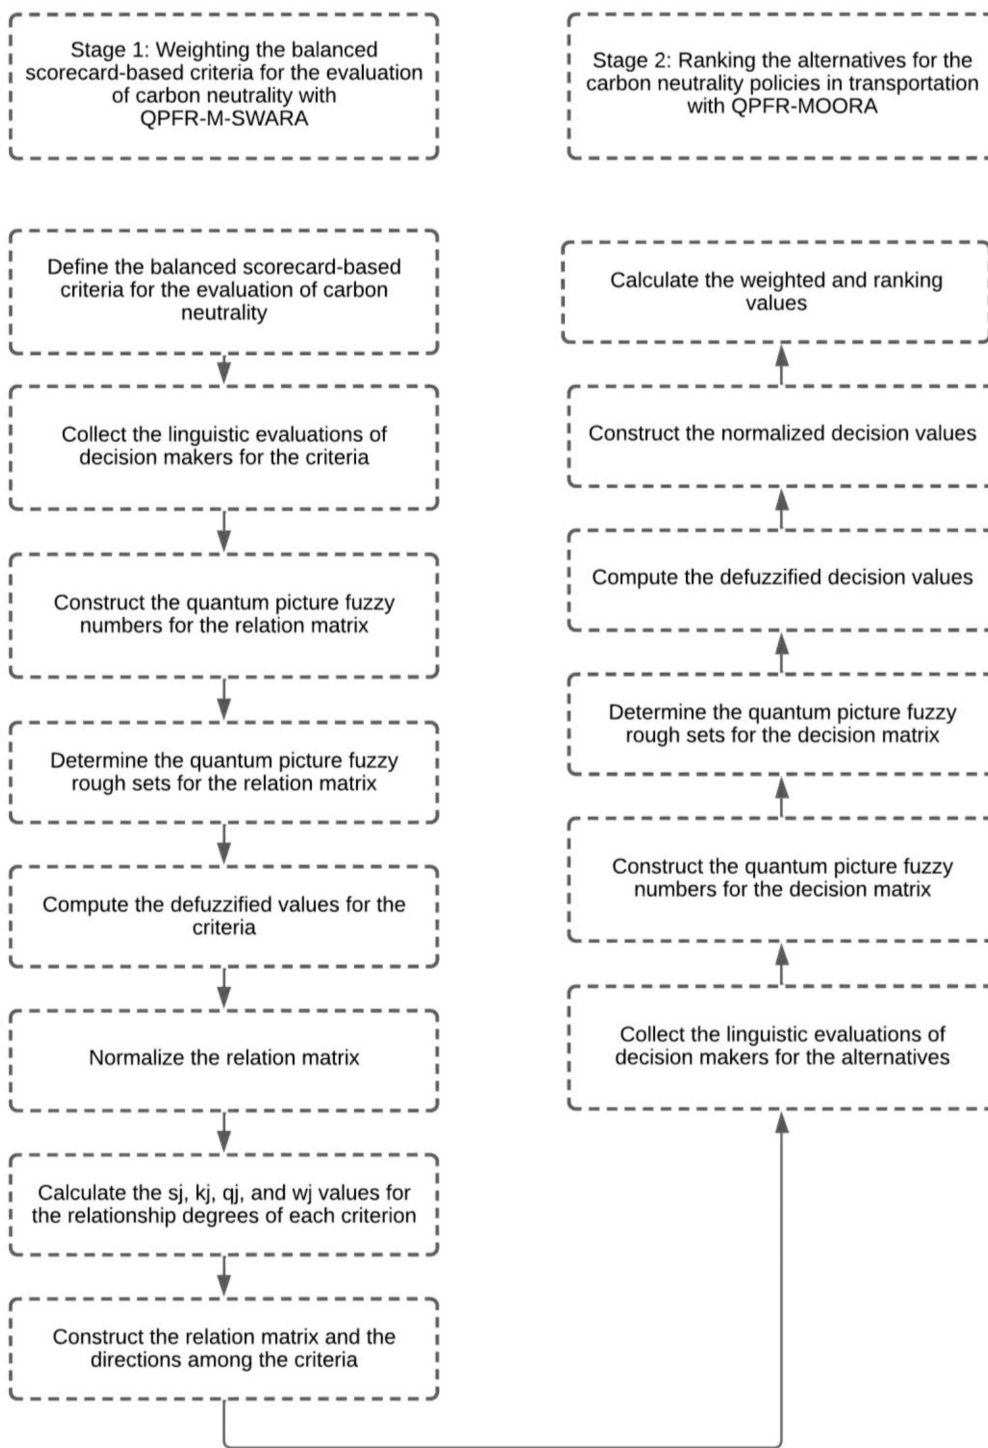 Stage 1: Weighting the balanced
scorecard-based criteria for the evaluation
of carbon neutrality with
QPFR-M-SWARA
Stage 2: Ranking the alternatives for the
carbon neutrality policies in transportation
with QPFR-MOORA
Define the balanced scorecard-based
criteria for the evaluation of carbon
neutrality
Collect the linguistic evaluations of
decision makers for the criteria
Construct the quantum picture fuzzy
numbers for the relation matrix
Determine the quantum picture fuzzy
rough sets for the relation matrix
Compute the defuzzified values for the
criteria
Normalize the relation matrix
Calculate the sj, kj, qj, and wj values for
the relationship degrees of each criterion
Construct the relation matrix and the
directions among the criteria
Calculate the weighted and ranking
values
Construct the normalized decision values
Compute the defuzzified decision values
Determine the quantum picture fuzzy
rough sets for the decision matrix
Construct the quantum picture fuzzy
numbers for the decision matrix
Collect the linguistic evaluations of
decision makers for the alternatives